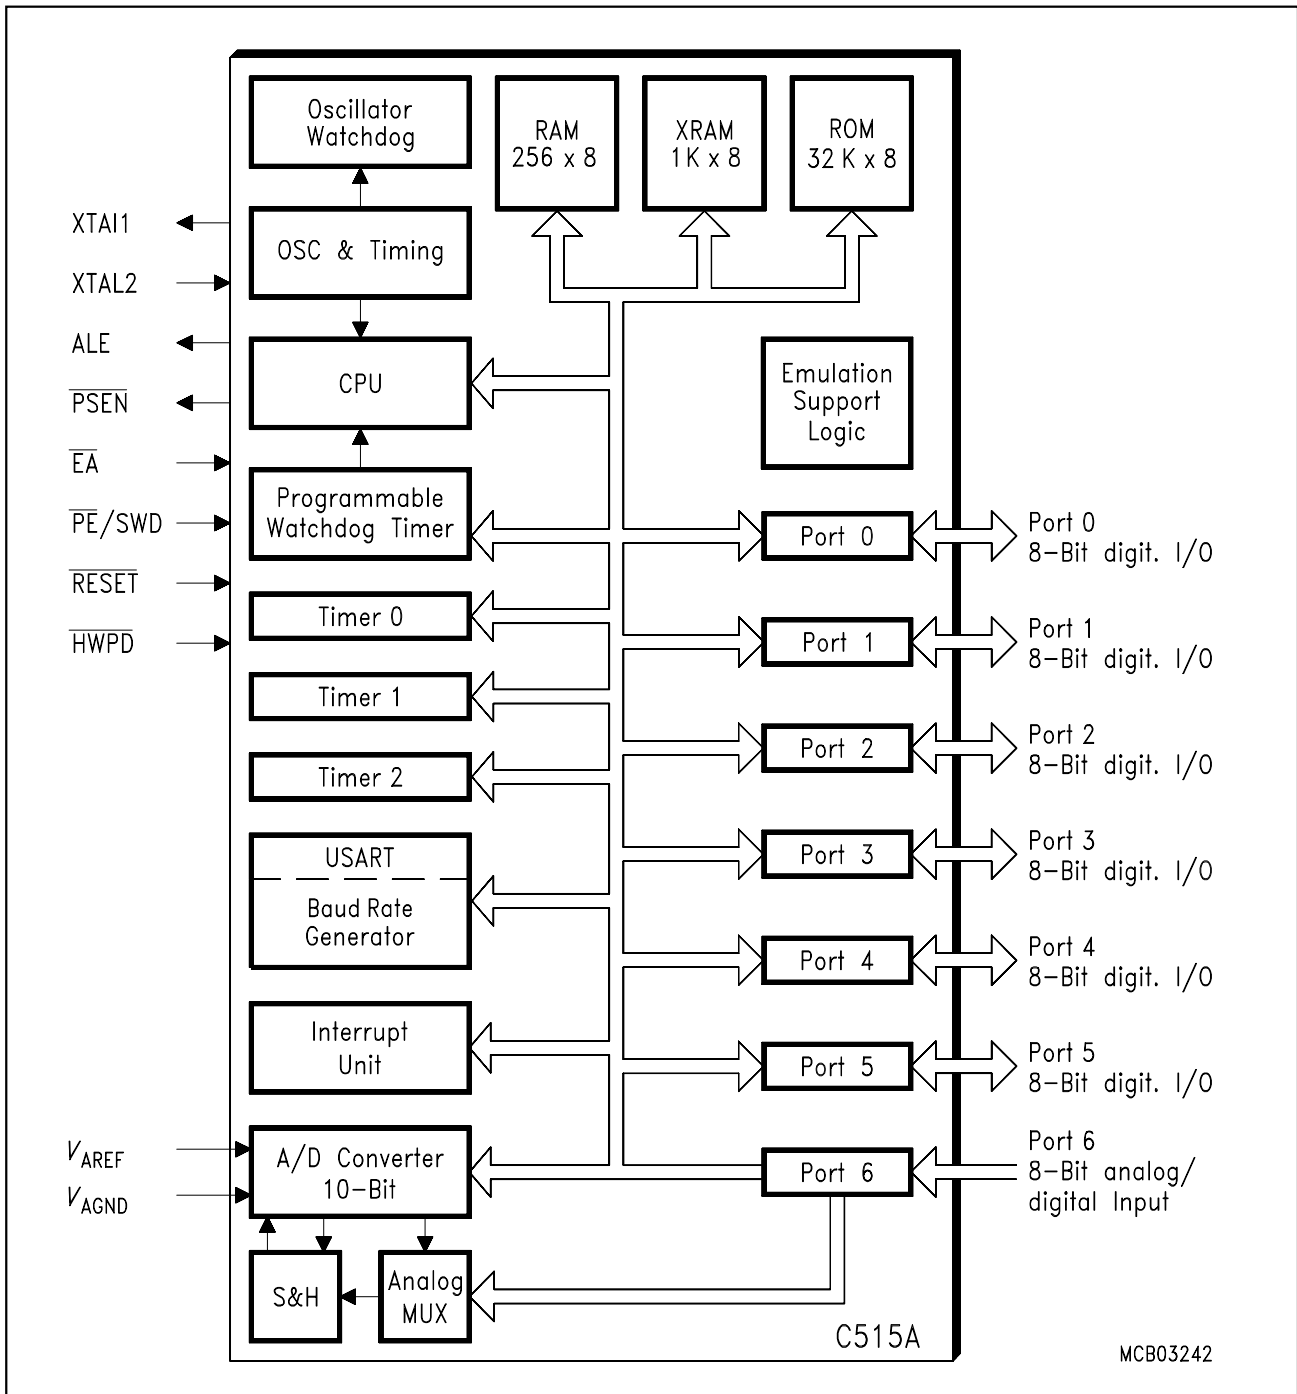 Oscillator
Watchdog
RAM
256 x 8
XRAM
1K x 8
ROM
32 K x 8
XTAI1
OSC & Timing
XTAL2
ALE
CPU
PSEN
Emulation
Support
Logic
EA
PE/SWD
Programmable
Watchdog Timer
Port 0
Port 0
8-Bit digit. I/O
RESET
Timer 0
HWPD
Port 1
Port 1
8-Bit digit. I/O
Timer 1
Port 2
Port 2
8-Bit digit. I/O
Timer 2
USART
Baud Rate
Generator
Port 3
Port 3
8-Bit digit. I/O
Port 4
Port 4
8-Bit digit. I/O
Interrupt
Unit
Port 5
Port 5
8-Bit digit. I/O
VAREF
VAGND
A/D Converter
10-Bit
Port 6
Port 6
8-Bit analog/
digital Input
S&H
Analog
MUX
C515A
MCB03242